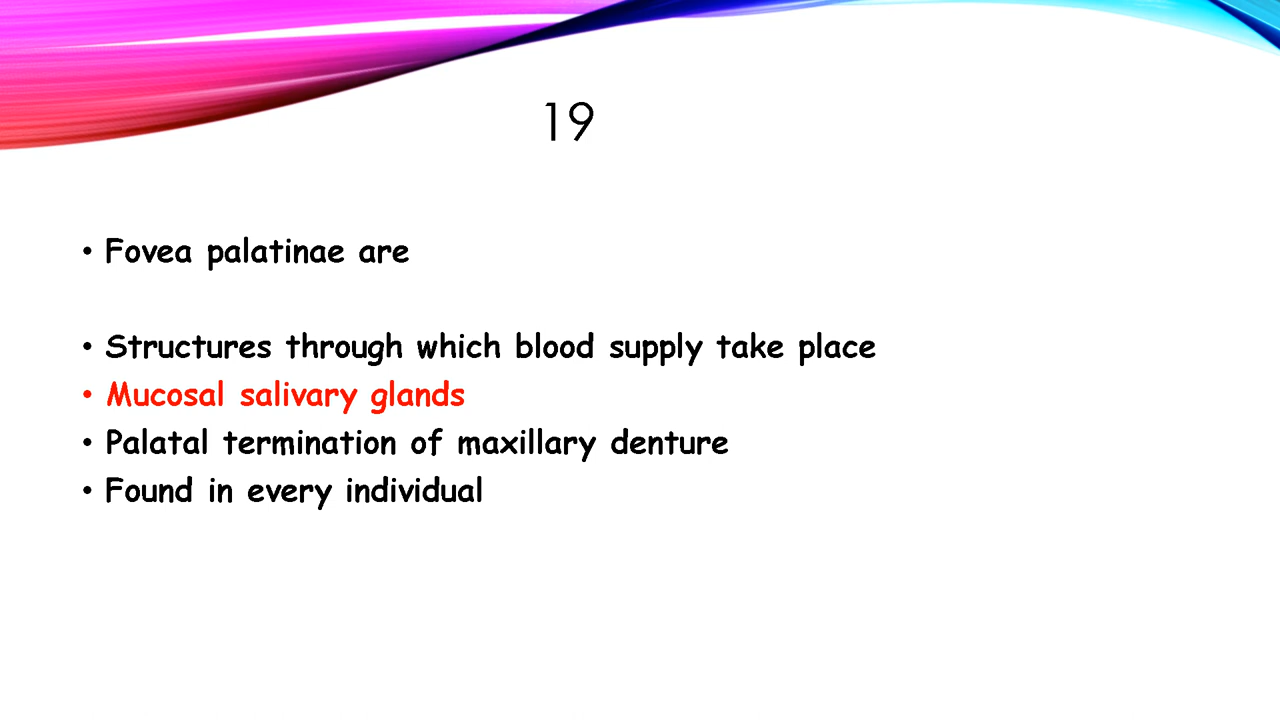 19
• Fovea palatinae are
• Structures through which blood supply take place
• Mucosal salivary glands
• Palatal termination of maxillary denture
• Found in every individual